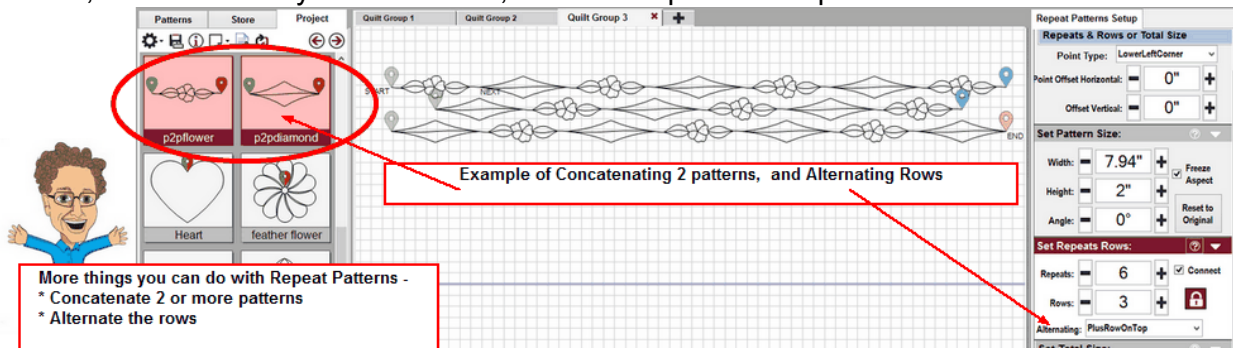 Patterns Store Project
Quilt Group 1 Quilt Group 2 Quilt Group 3
START NEXT
END
p2pflower p2pdiamond
Heart feather flower
Example of Concatenating 2 patterns, and Alternating Rows
More things you can do with Repeat Patterns -
* Concatenate 2 or more patterns
* Alternate the rows
Repeat Patterns Setup
Repeats & Rows or Total Size
Point Type: LowerLeftCorner
Point Offset Horizontal: 0"
Offset Vertical: 0"
Set Pattern Size:
Width: 7.94"
Freeze
Aspect
Height: 2"
Angle: 0°
Reset to
Original
Set Repeats Rows:
Repeats: 6 Connect
Rows: 3
Alternating: PlusRowOnTop